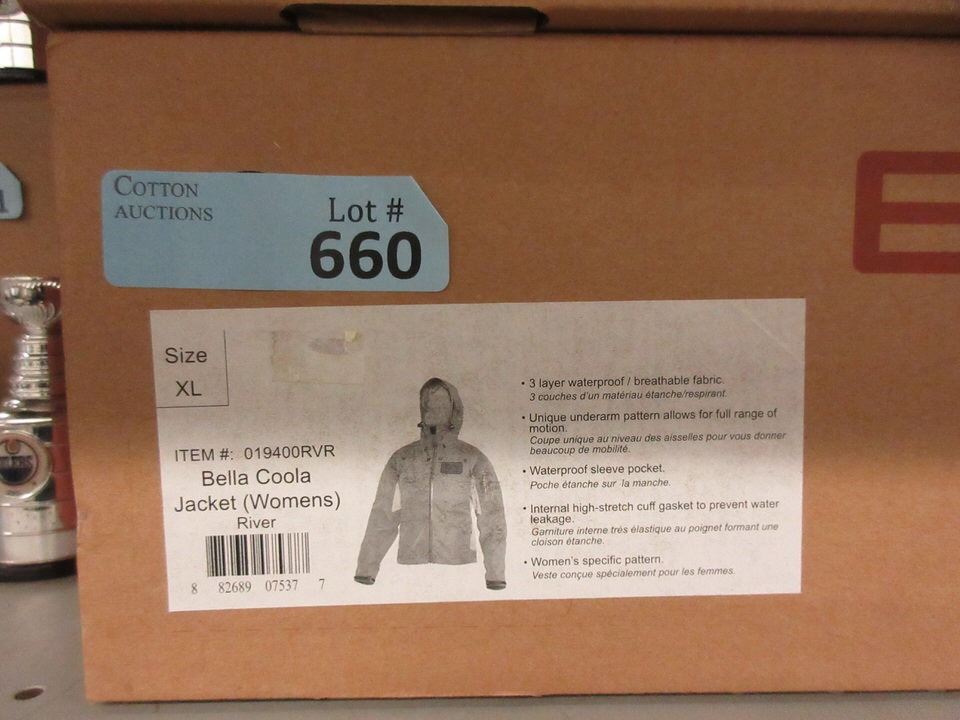 COTTON
AUCTIONS
Lot #
660
Size
XL
ITEM #: 019400RVR
Bella Coola
Jacket (Womens)
River
8 82689 07537 7
• 3 layer waterproof / breathable fabric.
3 couches d'un matériau étanche/respirant.
• Unique underarm pattern allows for full range of
motion.
Coupe unique au niveau des aisselles pour vous donner
beaucoup de mobilité.
• Waterproof sleeve pocket.
Poche étanche sur la manche.
• Internal high-stretch cuff gasket to prevent water
leakage.
Garniture interne très élastique au poignet formant une
cloison étanche.
• Women's specific pattern.
Veste conçue spécialement pour les femmes.